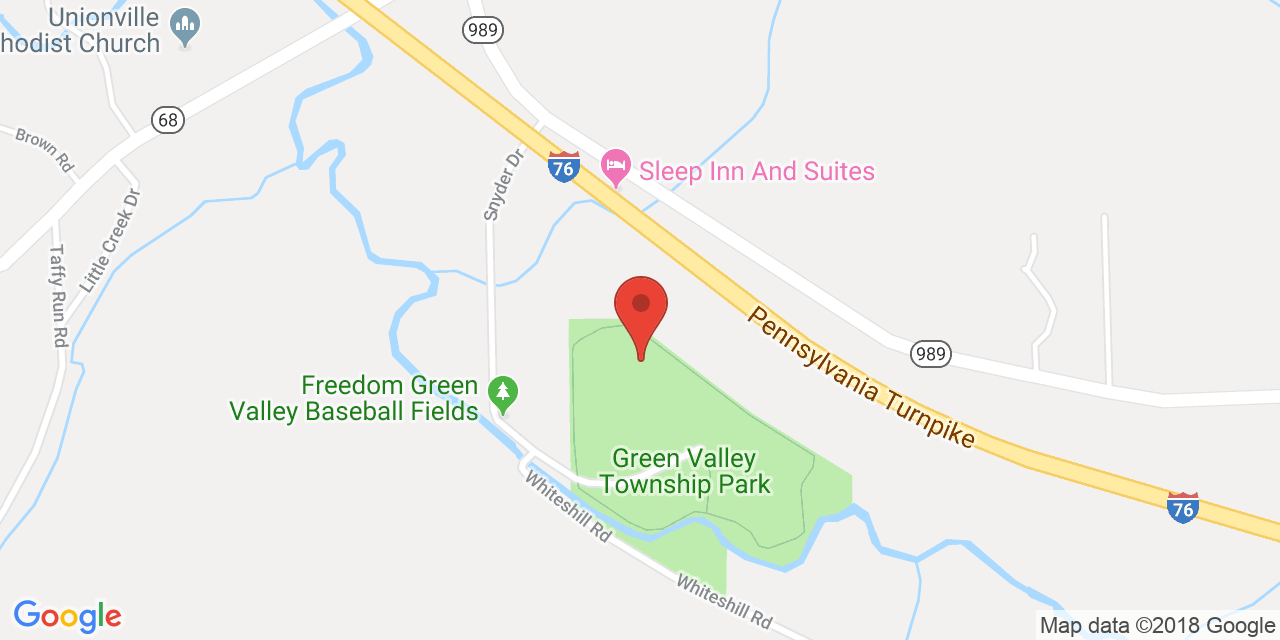 Unionville
hodist Church
989
68
Brown Rd
76
Sleep Inn And Suites
Snyder Dr
Little Creek Dr
Taffy Run Rd
Pennsylvania Turnpike
989
Freedom Green
Valley Baseball Fields
Green Valley
Township Park
Whiteshill Rd
76
Whiteshill Rd
Google
Map data ©2018 Google